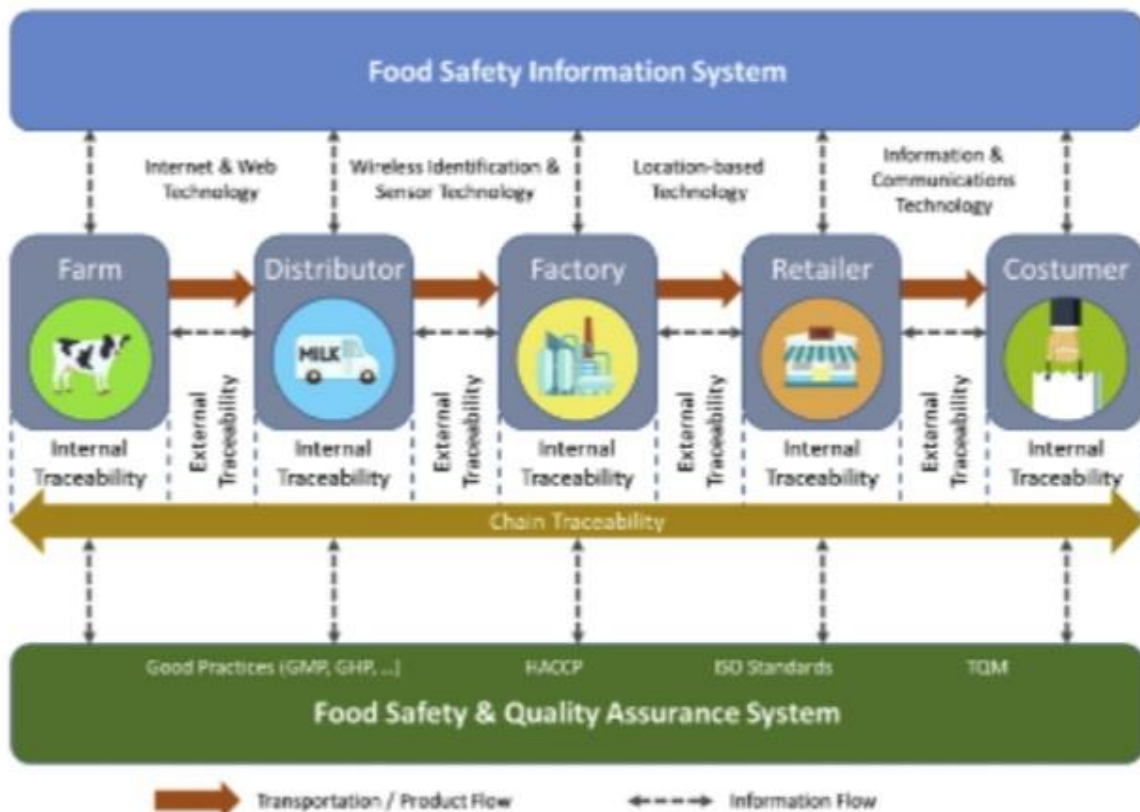 Food Safety Information System
Internet & Web
Technology
Wireless Identification &
Sensor Technology
Location-based
Technology
Information &
Communications
Technology
Farm
Distributor
Factory
Retailer
Costumer
MILK
Internal
Traceability
External
Traceability
Internal
Traceability
External
Traceability
Internal
Traceability
External
Traceability
Internal
Traceability
External
Traceability
Internal
Traceability
Chain Traceability
Good Practices (GMP, GHP, ...)
HACCP
ISO Standards
TQM
Food Safety & Quality Assurance System
Transportation / Product Flow
Information Flow